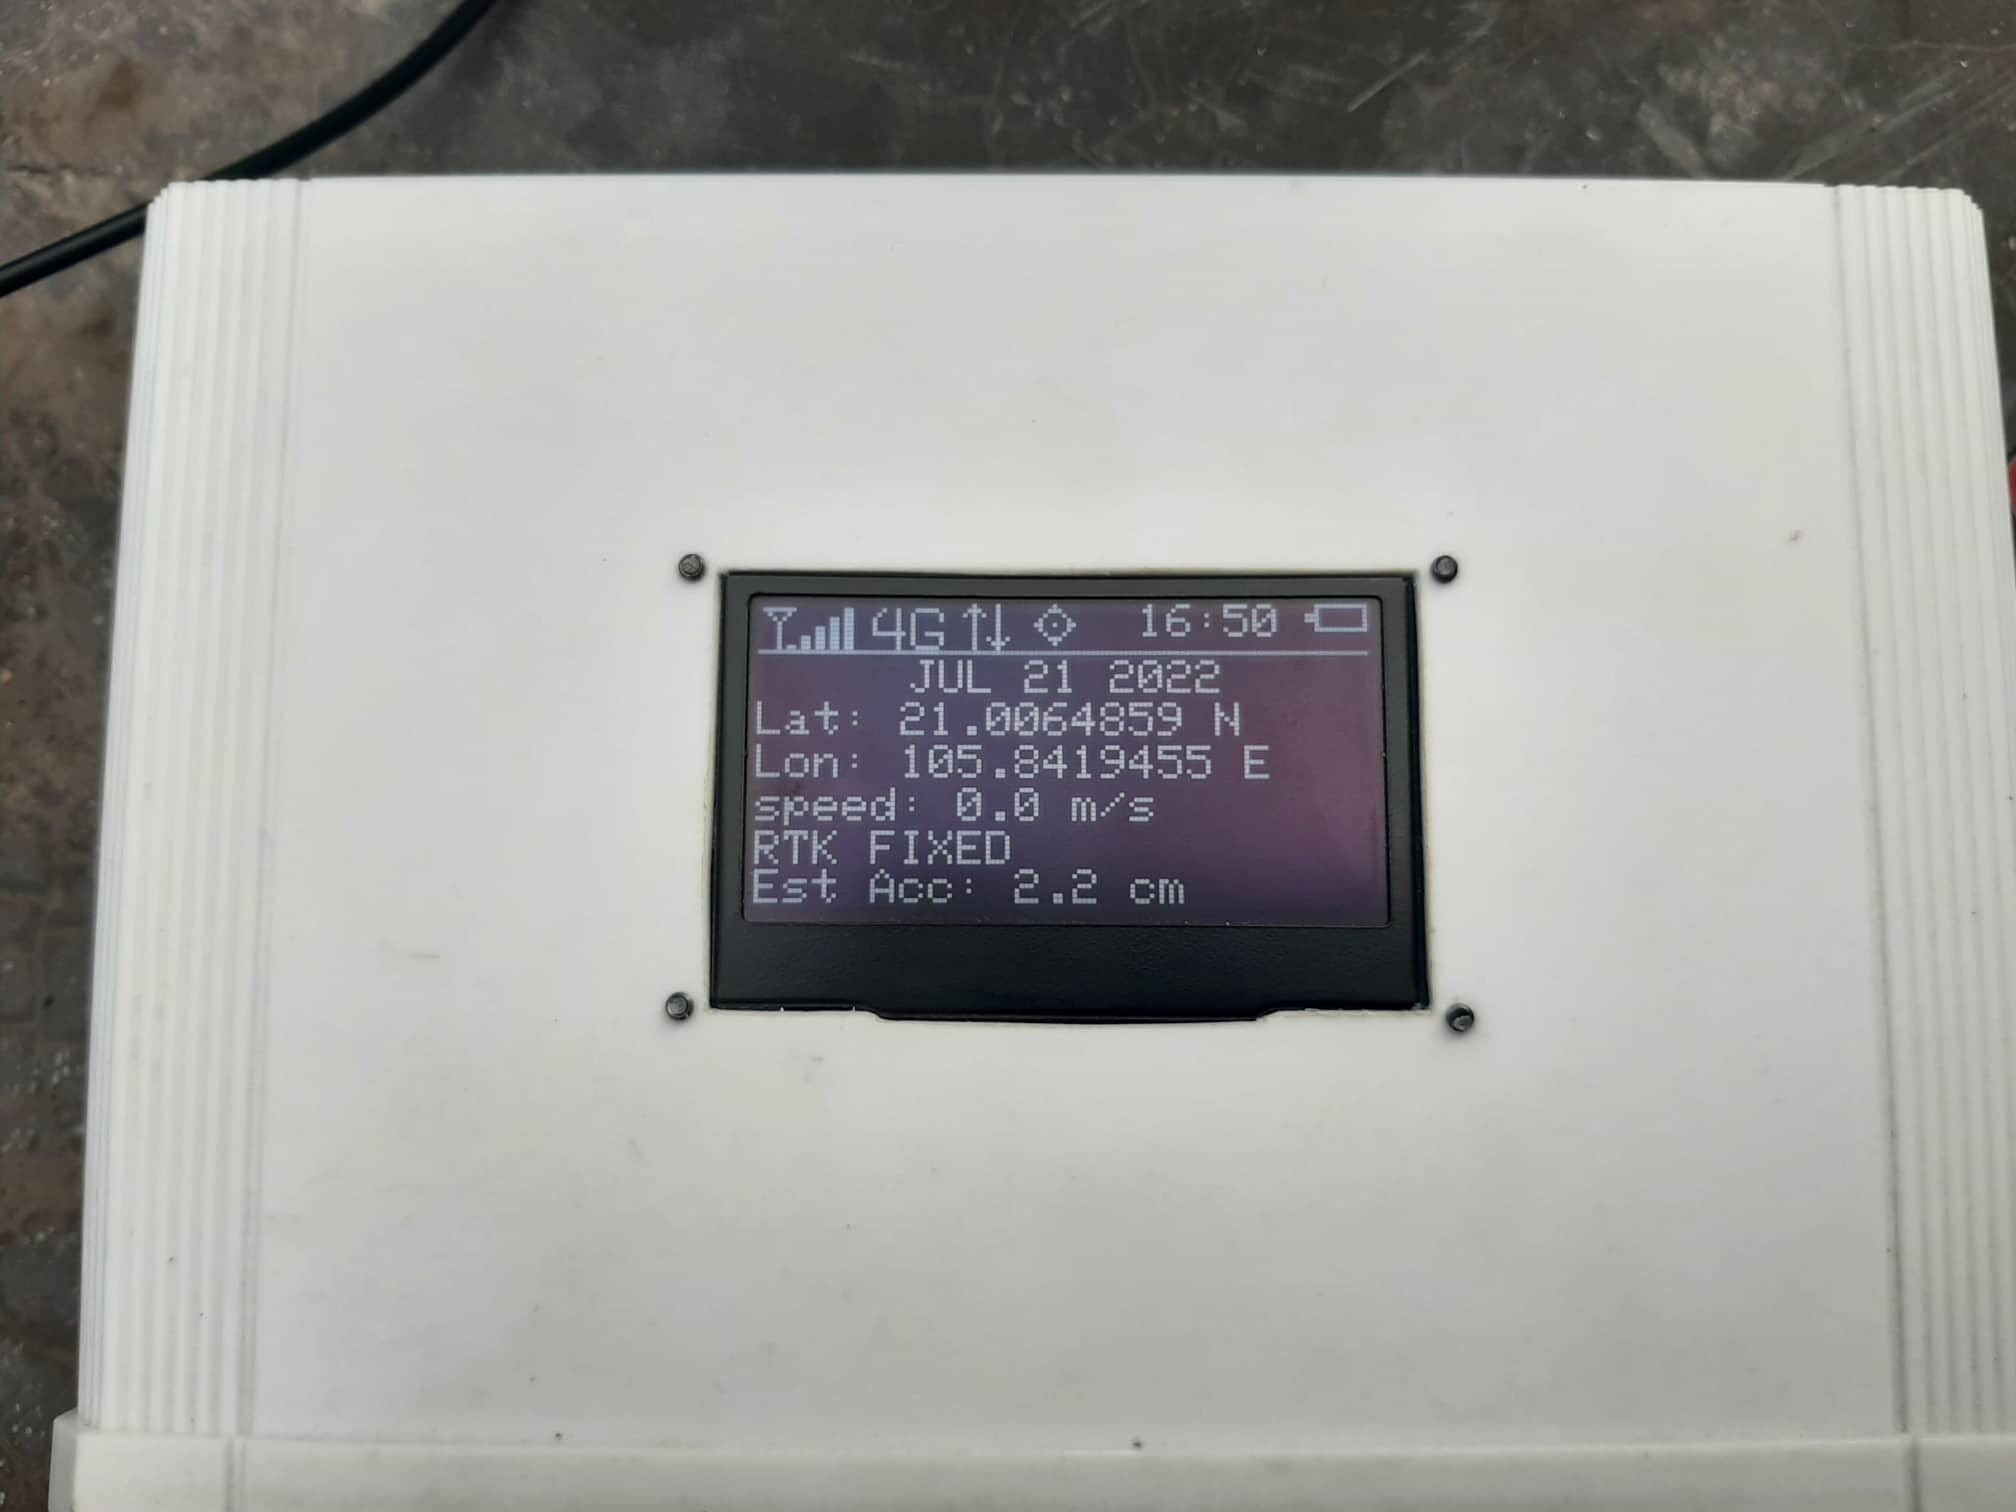 4G 16:50
JUL 21 2022
Lat: 21.0064859 N
Lon: 105.8419455 E
speed: 0.0 m/s
RTK FIXED
Est Acc: 2.2 cm